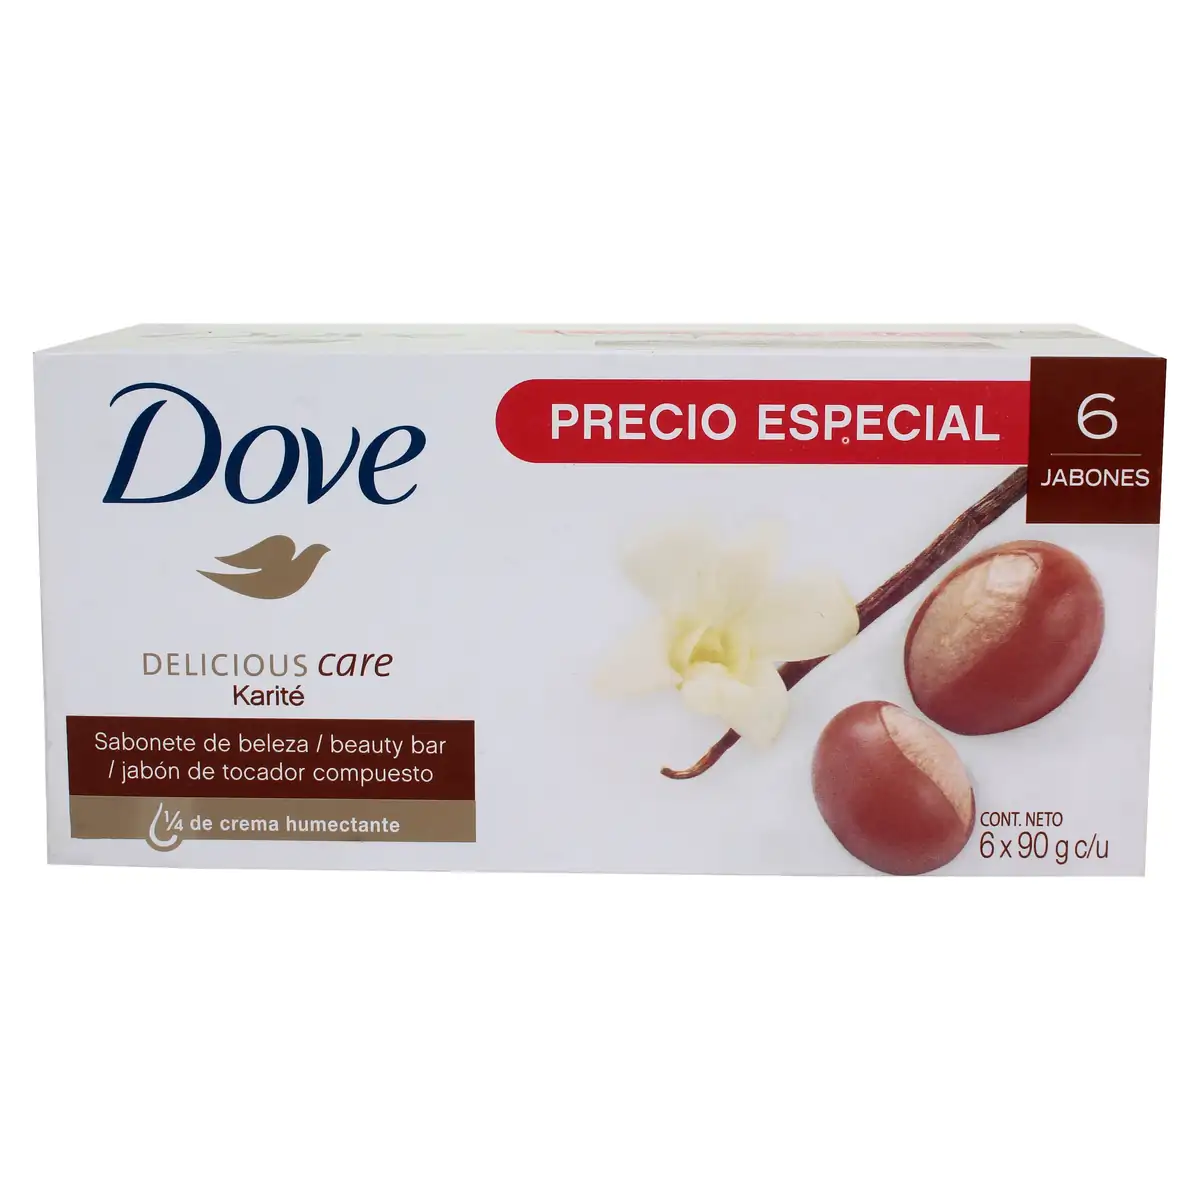 Dove
PRECIO ESPECIAL
6
JABONES
DELICIOUS care
Karité
Sabonete de beleza / beauty bar
/ jabón de tocador compuesto
¼ de crema humectante
CONT. NETO
6 x 90 g c/u